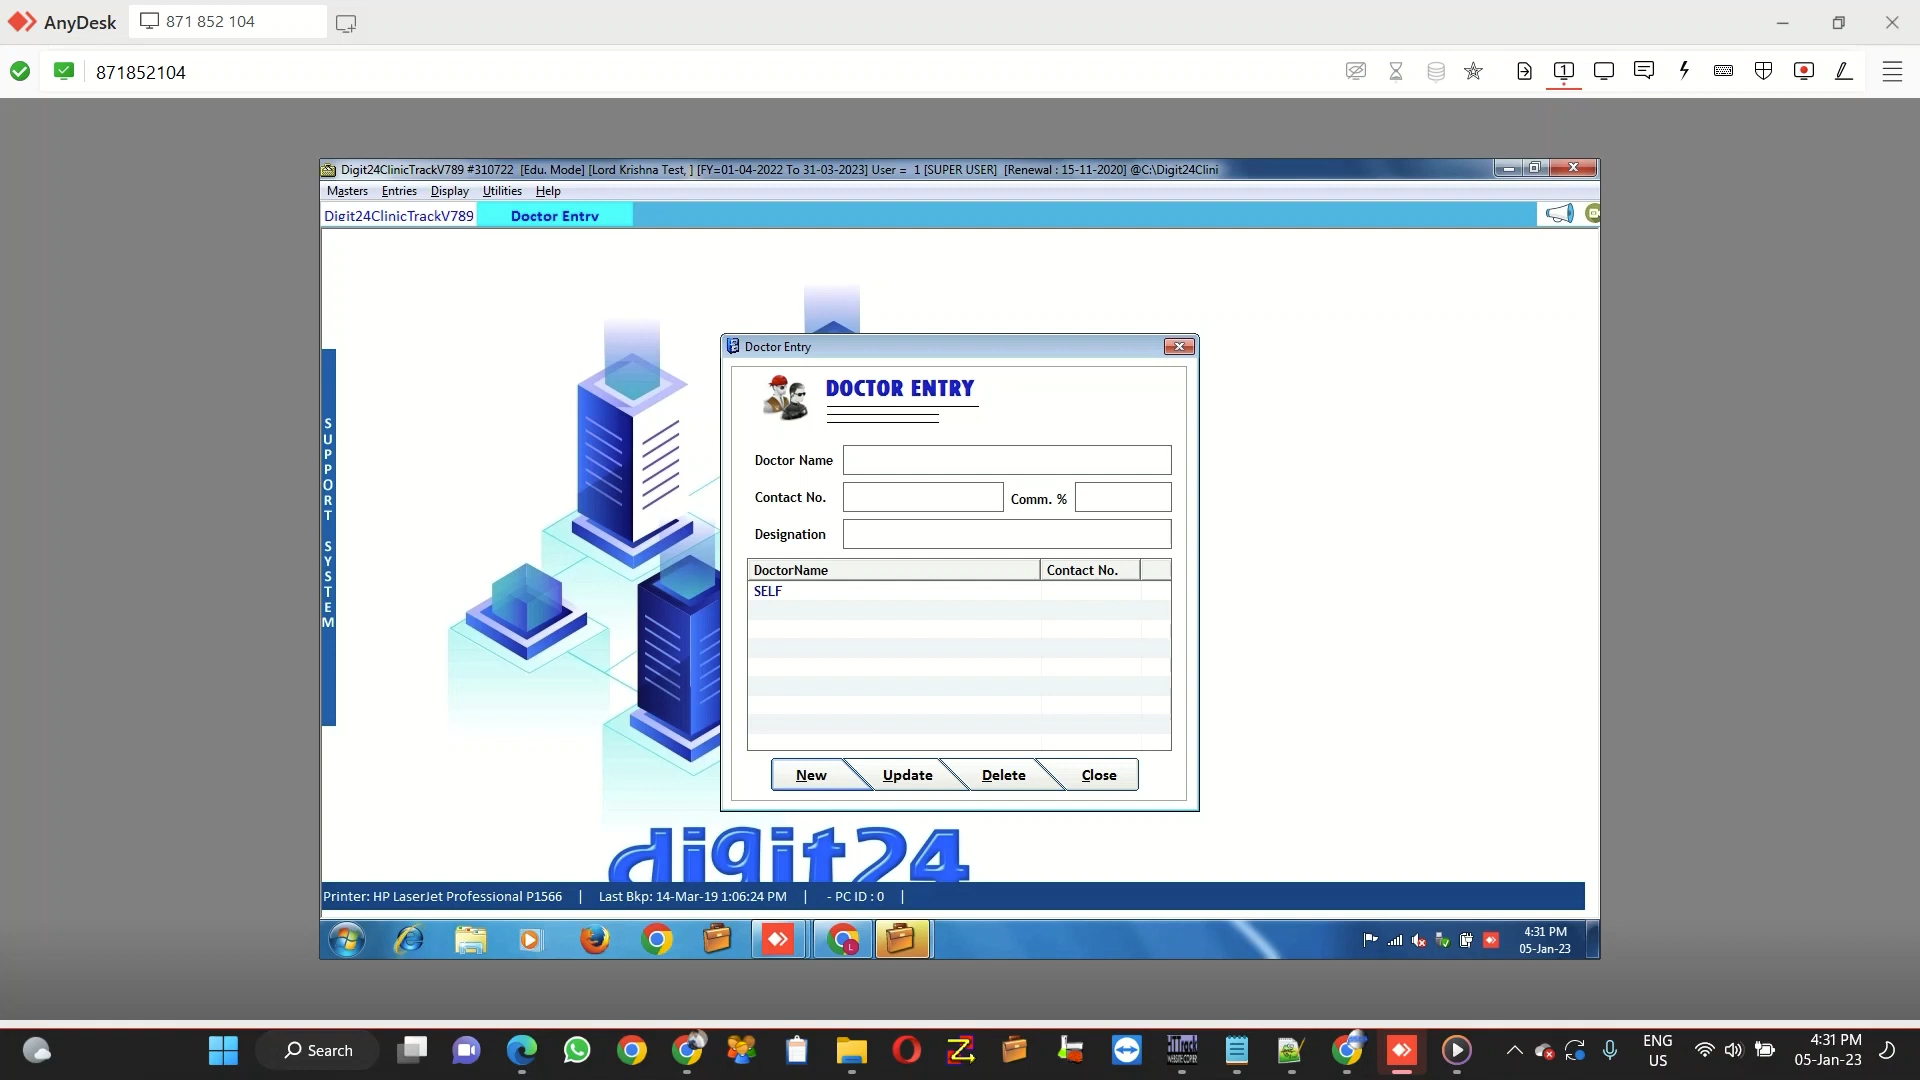 AnyDesk
871 852 104
871852104
1
Digit24ClinicTrackV789 #310722 [Edu. Mode] [Lord Krishna Test, ] [FY=01-04-2022 To 31-03-2023] User = 1 [SUPER USER] [Renewal : 15-11-2020] @C:\Digit24Clini
Masters Entries Display Utilities Help
Digit24ClinicTrackV789 Doctor Entry
SUPPORT SYSTEM
Doctor Entry
DOCTOR ENTRY
Doctor Name
Contact No. Comm. %
Designation
DoctorName Contact No.
SELF
New Update Delete Close
digit24
Printer: HP LaserJet Professional P1566 | Last Bkp: 14-Mar-19 1:06:24 PM | - PC ID : 0 |
4:31 PM
05-Jan-23
Search
ENG
US
4:31 PM
05-Jan-23